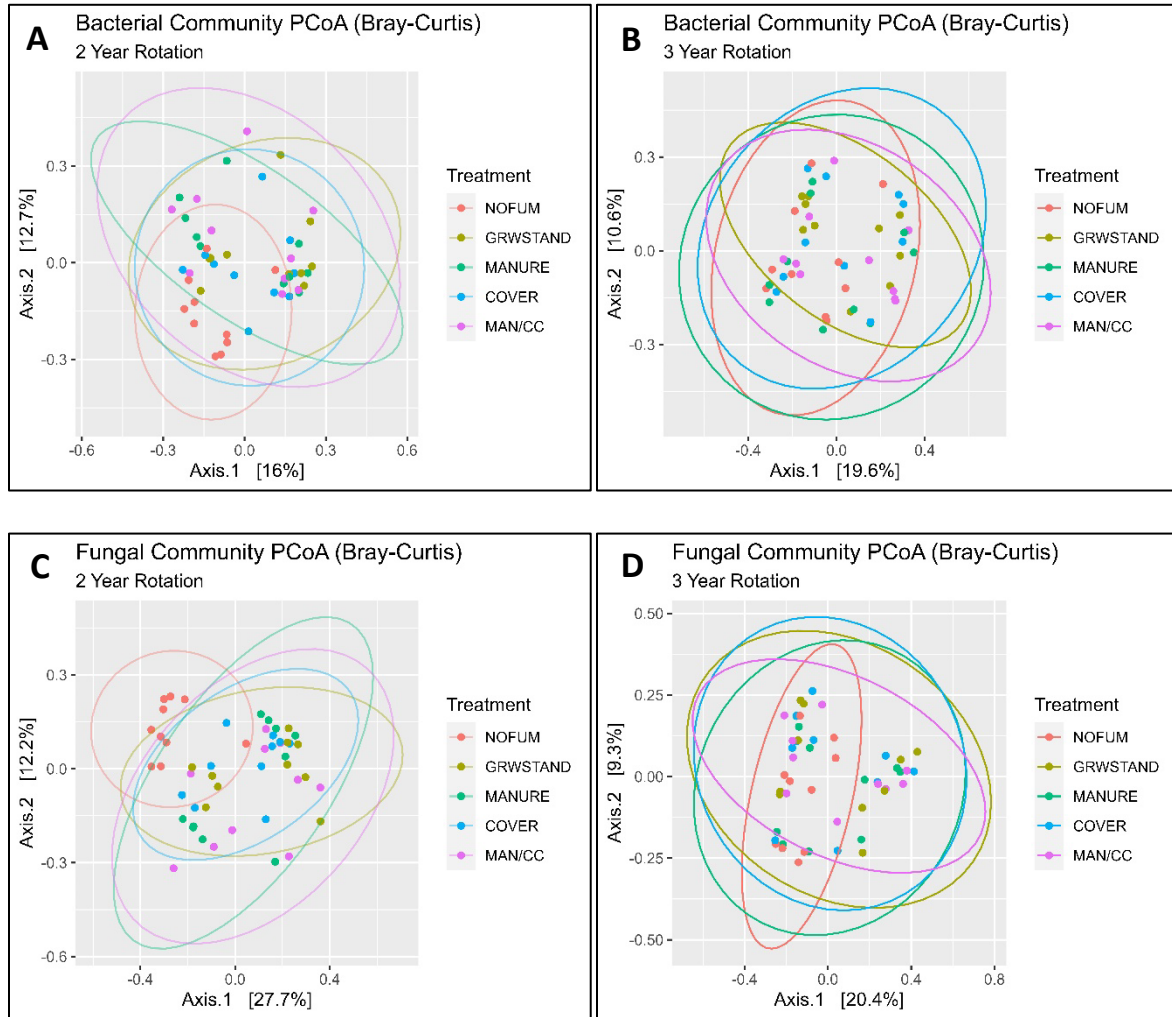 A
Bacterial Community PCoA (Bray-Curtis)
2 Year Rotation
Axis.2 [12.7%]
0.3
0.0
-0.3
-0.6
-0.3
0.0
0.3
0.6
Axis.1 [16%]
Treatment
NOFUM
GRWSTAND
MANURE
COVER
MAN/CC
B
Bacterial Community PCoA (Bray-Curtis)
3 Year Rotation
Axis.2 [10.6%]
0.3
0.0
-0.3
-0.4
0.0
0.4
Axis.1 [19.6%]
Treatment
NOFUM
GRWSTAND
MANURE
COVER
MAN/CC
C
Fungal Community PCoA (Bray-Curtis)
2 Year Rotation
Axis.2 [12.2%]
0.3
0.0
-0.3
-0.6
-0.4
0.0
0.4
Axis.1 [27.7%]
Treatment
NOFUM
GRWSTAND
MANURE
COVER
MAN/CC
D
Fungal Community PCoA (Bray-Curtis)
3 Year Rotation
Axis.2 [9.3%]
0.50
0.25
0.00
-0.25
-0.50
-0.4
0.0
0.4
0.8
Axis.1 [20.4%]
Treatment
NOFUM
GRWSTAND
MANURE
COVER
MAN/CC